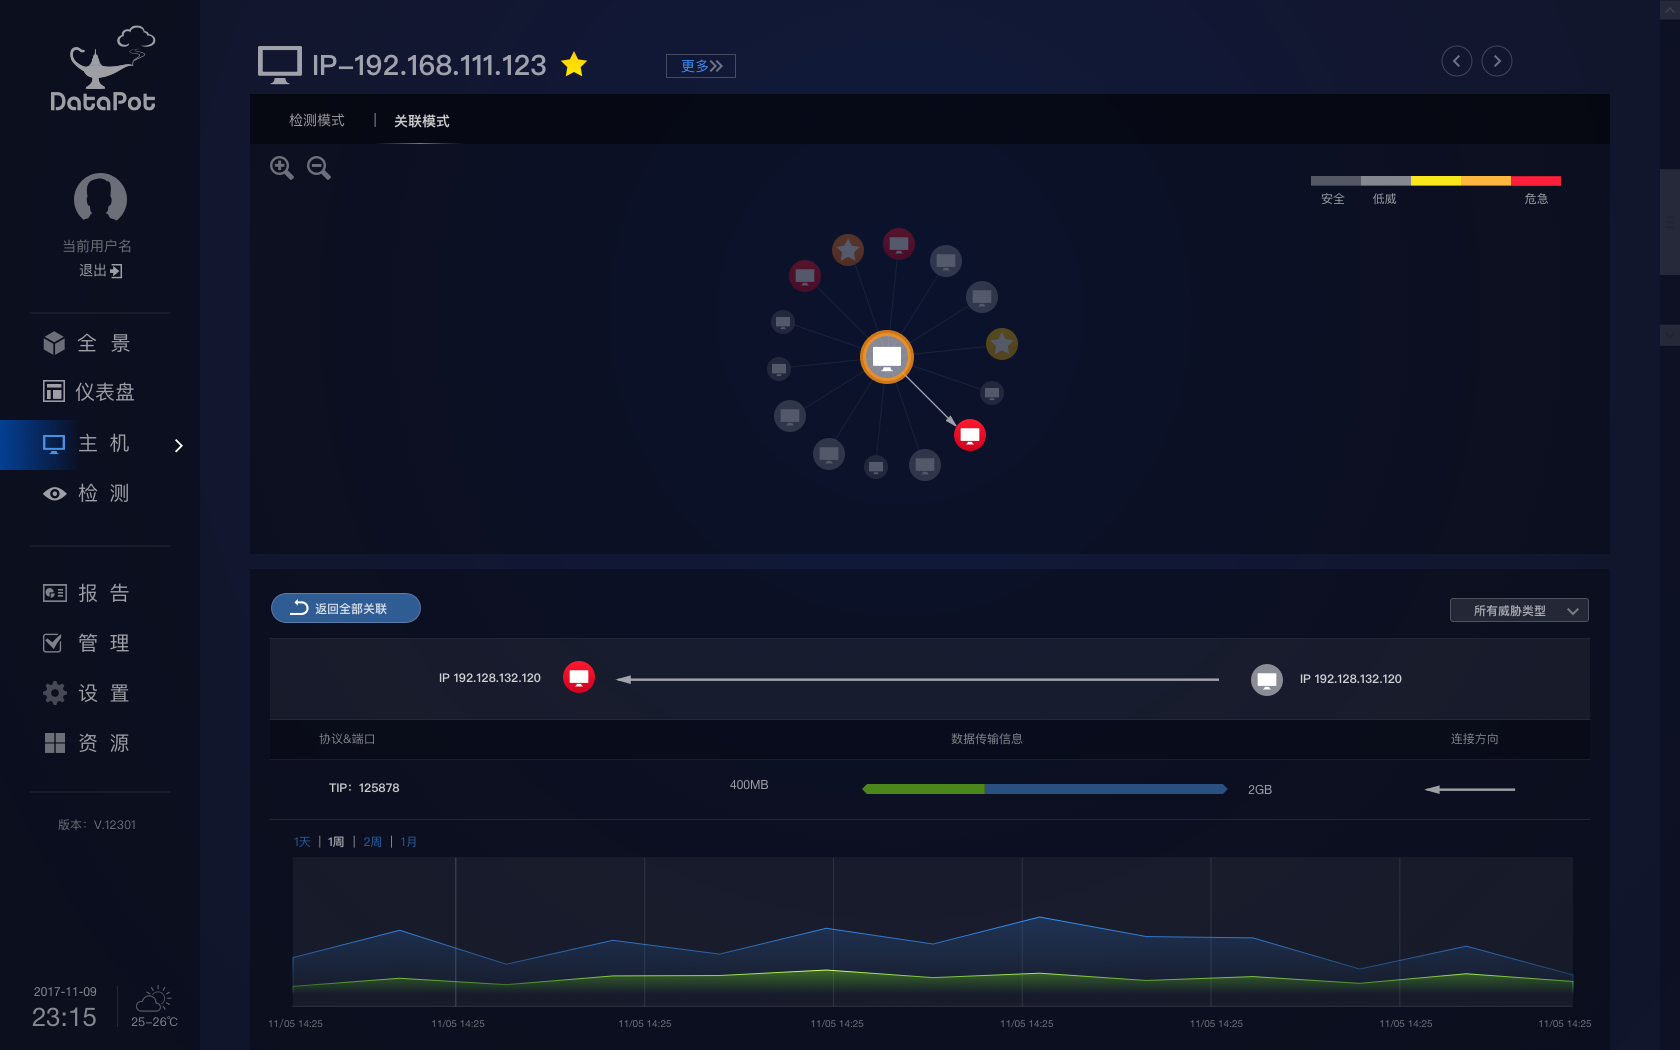 DataPot
当前用户名
退出
全 景
仪表盘
主 机
检 测
报 告
管 理
设 置
资 源
版本：V.12301
2017-11-09
23:15
25-26℃
IP-192.168.111.123
更多
检测模式 | 关联模式
安全 低威 危急
返回全部关联
所有威胁类型
IP 192.128.132.120
IP 192.128.132.120
协议&端口 数据传输信息 连接方向
TIP：125878 400MB 2GB
1天 | 1周 | 2周 | 1月
11/05 14:25 11/05 14:25 11/05 14:25 11/05 14:25 11/05 14:25 11/05 14:25 11/05 14:25 11/05 14:25